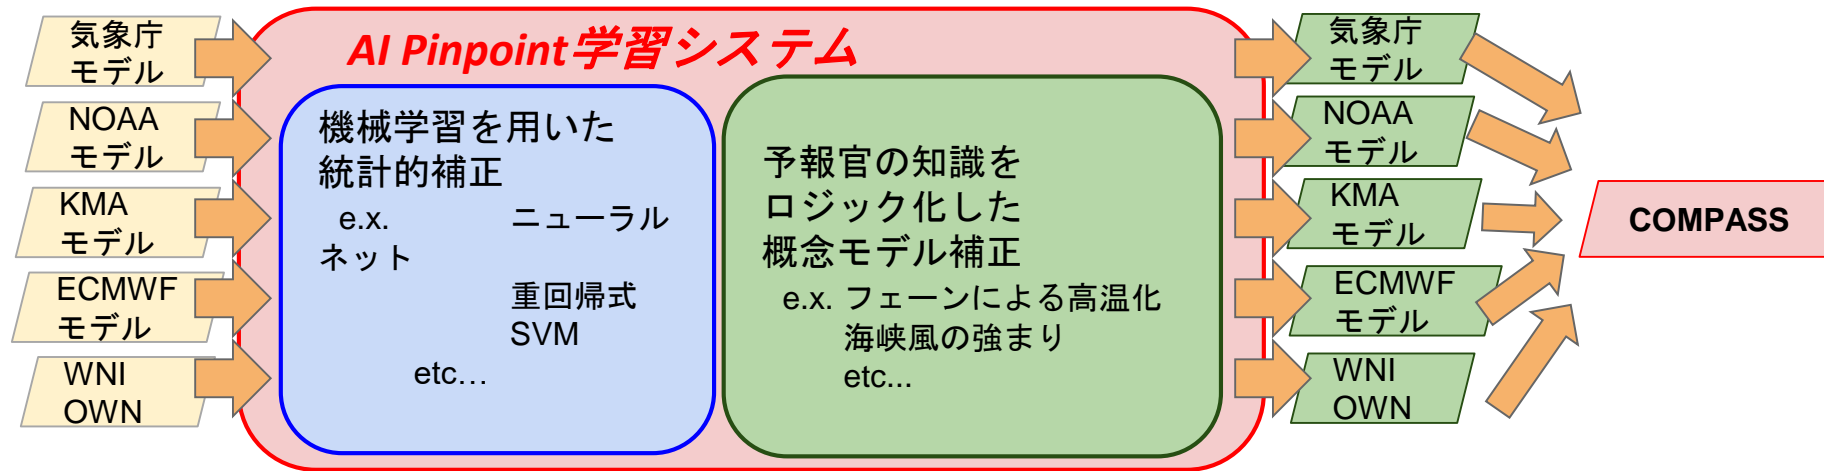 AI Pinpoint学習システム
気象庁
モデル
NOAA
モデル
KMA
モデル
ECMWF
モデル
WNI
OWN
機械学習を用いた
統計的補正
e.x. ニューラル
ネット
重回帰式
SVM
etc…
予報官の知識を
ロジック化した
概念モデル補正
e.x. フェーンによる高温化
海峡風の強まり
etc...
気象庁
モデル
NOAA
モデル
KMA
モデル
ECMWF
モデル
WNI
OWN
COMPASS